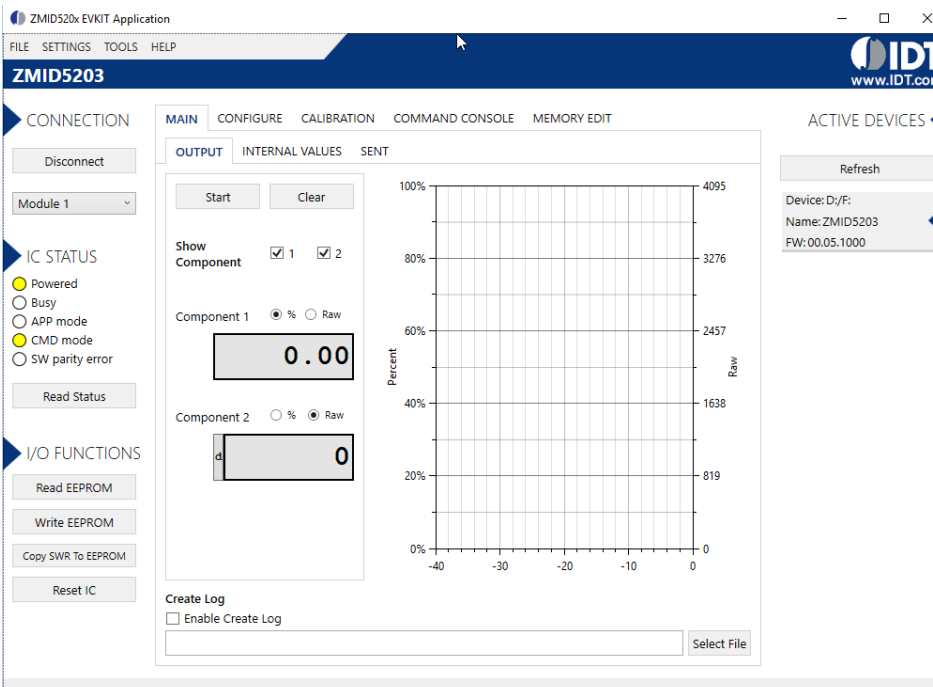 ZMID520x EVKIT Application
FILE SETTINGS TOOLS HELP
IDT
www.IDT.com
ZMID5203
CONNECTION
Disconnect
Module 1
IC STATUS
Powered
Busy
APP mode
CMD mode
SW parity error
Read Status
I/O FUNCTIONS
Read EEPROM
Write EEPROM
Copy SWR To EEPROM
Reset IC
MAIN CONFIGURE CALIBRATION COMMAND CONSOLE MEMORY EDIT
OUTPUT INTERNAL VALUES SENT
Start Clear
Show
Component
1 2
Component 1 % Raw
0.00
Component 2 % Raw
d 0
100% 4095
80% 3276
60% 2457
40% 1638
20% 819
0% 0
Percent
Raw
-40 -30 -20 -10 0
Create Log
Enable Create Log
Select File
ACTIVE DEVICES
Refresh
Device: D:/F:
Name: ZMID5203
FW: 00.05.1000